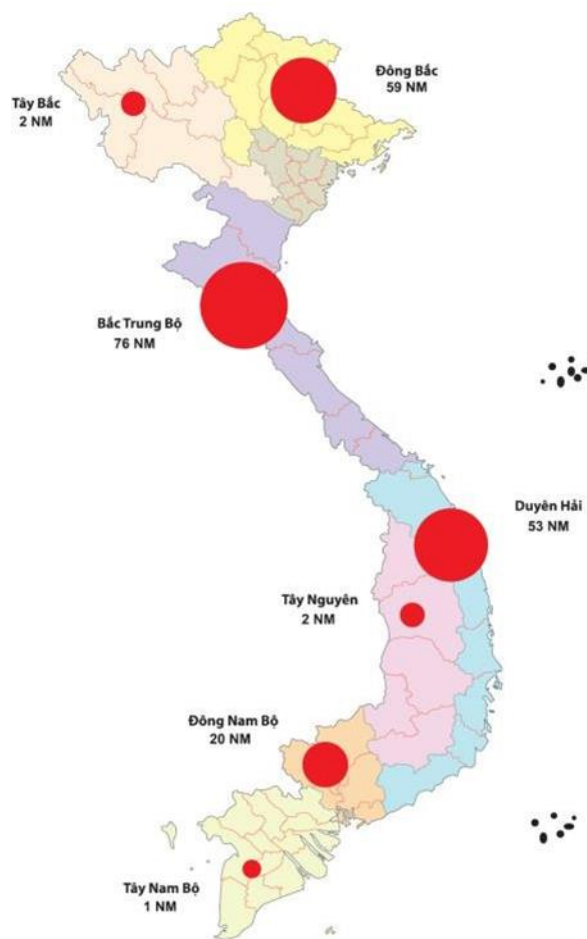 Đông Bắc
59 NM
Tây Bắc
2 NM
Bắc Trung Bộ
76 NM
Duyên Hải
53 NM
Tây Nguyên
2 NM
Đông Nam Bộ
20 NM
Tây Nam Bộ
1 NM